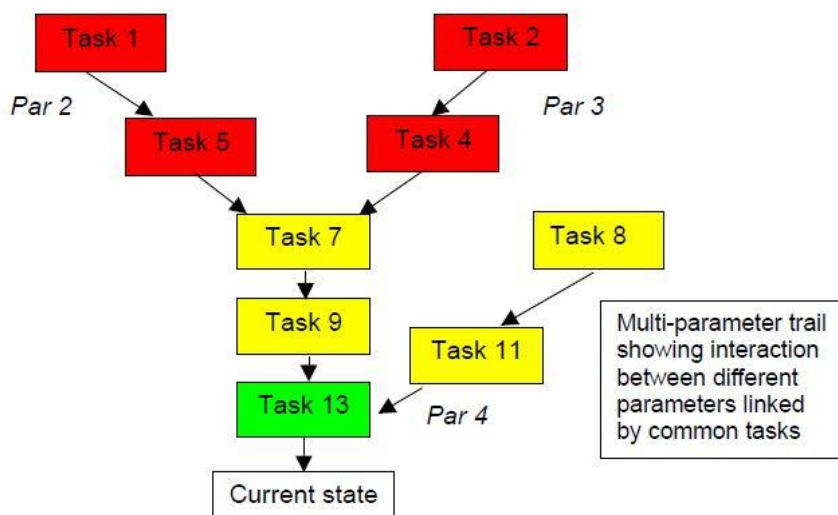 Task 1
Task 2
Par 2
Par 3
Task 5
Task 4
Task 7
Task 8
Task 9
Multi-parameter trail
showing interaction
between different
parameters linked
by common tasks
Task 11
Task 13
Par 4
Current state